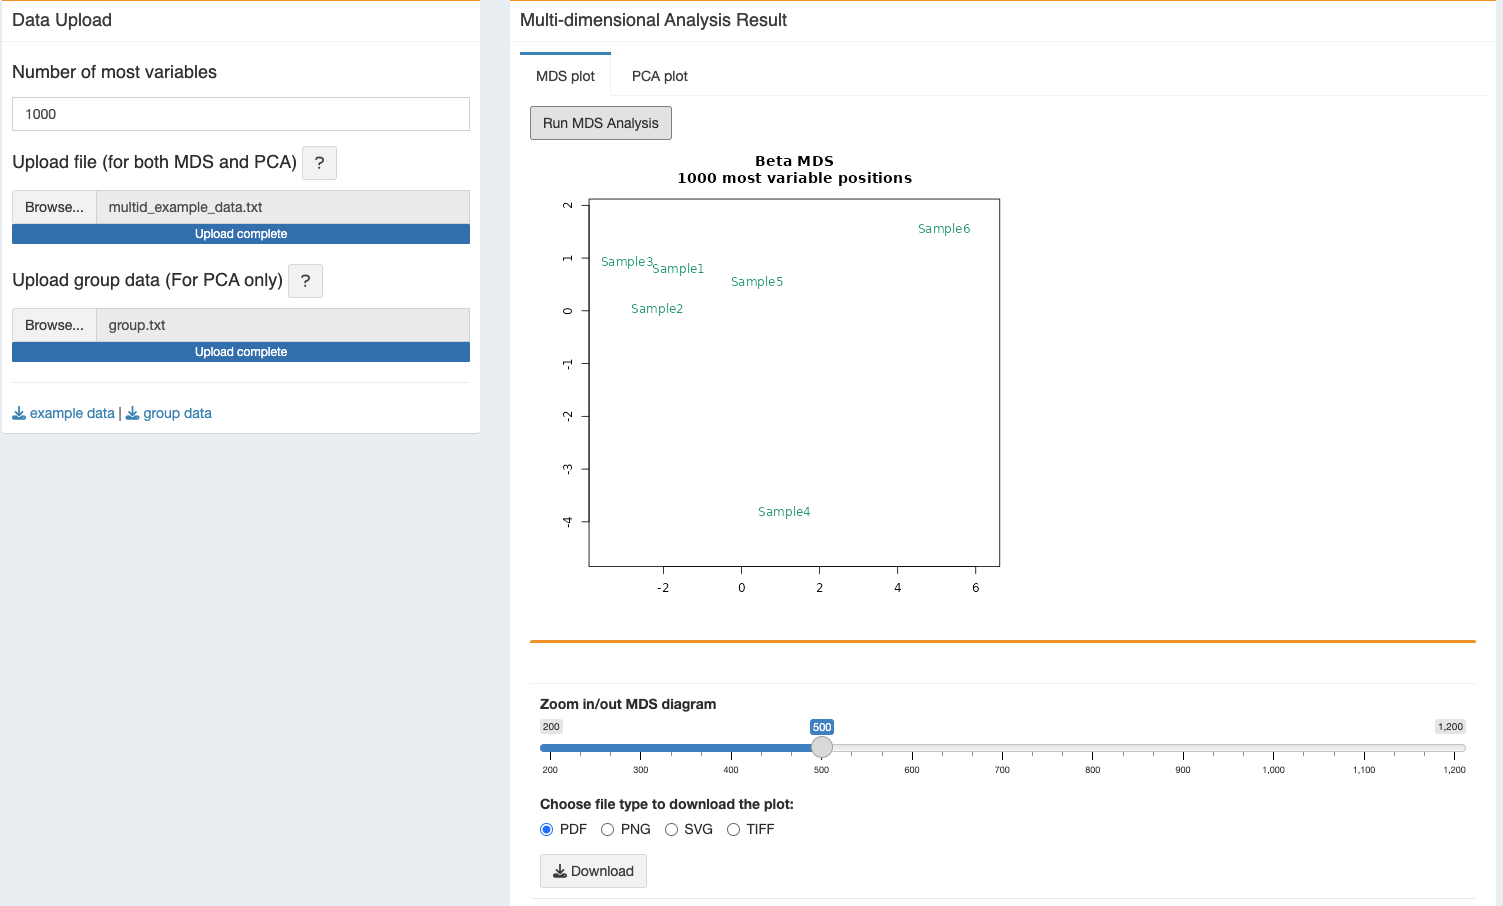 Data Upload
Number of most variables
1000
Upload file (for both MDS and PCA) ?
Browse... multid_example_data.txt
Upload complete
Upload group data (For PCA only) ?
Browse... group.txt
Upload complete
example data | group data
Multi-dimensional Analysis Result
MDS plot PCA plot
Run MDS Analysis
Beta MDS
1000 most variable positions
2
1
0
-1
-2
-3
-4
Sample6
Sample3
Sample1
Sample5
Sample2
Sample4
-2 0 2 4 6
Zoom in/out MDS diagram
200 500 1,200
200 300 400 500 600 700 800 900 1,000 1,100 1,200
Choose file type to download the plot:
PDF PNG SVG TIFF
Download